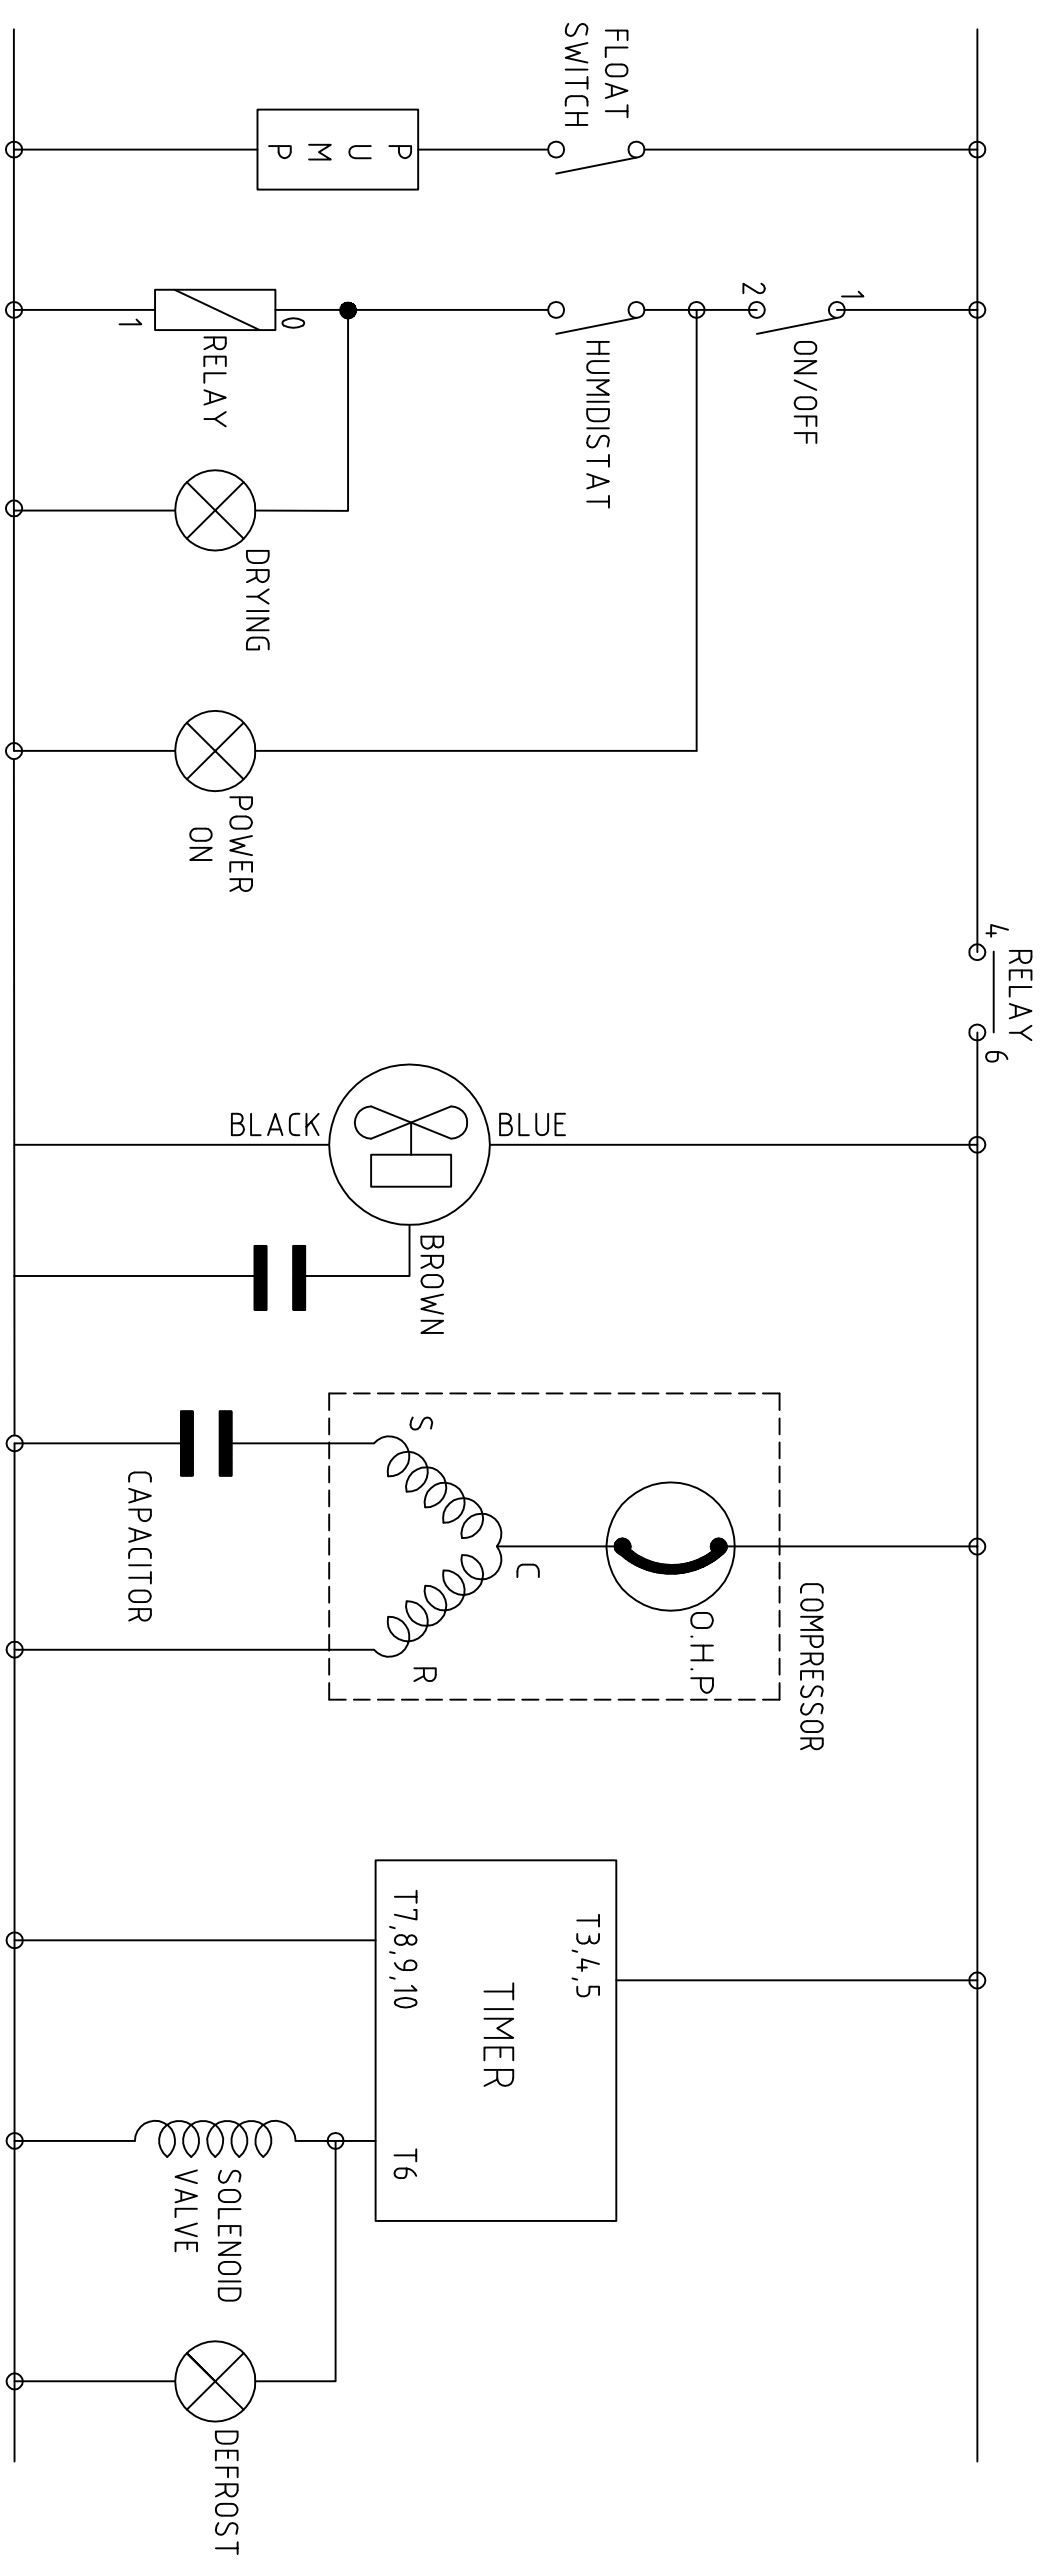 FLOAT
SWITCH
PUMP
1
2
ON/OFF
HUMIDISTAT
0
1
RELAY
DRYING
POWER
ON
RELAY
4
6
BLUE
BLACK
BROWN
COMPRESSOR
O.H.P
C
S
R
CAPACITOR
T3,4,5
TIMER
T7,8,9,10
T6
SOLENOID
VALVE
DEFROST